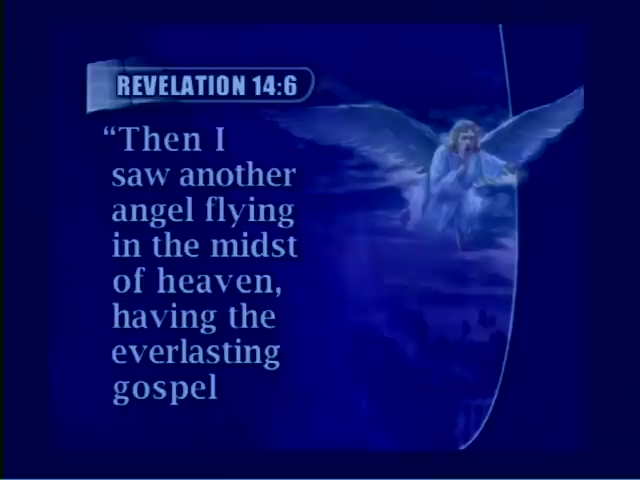 REVELATION 14:6
“Then I
saw another
angel flying
in the midst
of heaven,
having the
everlasting
gospel